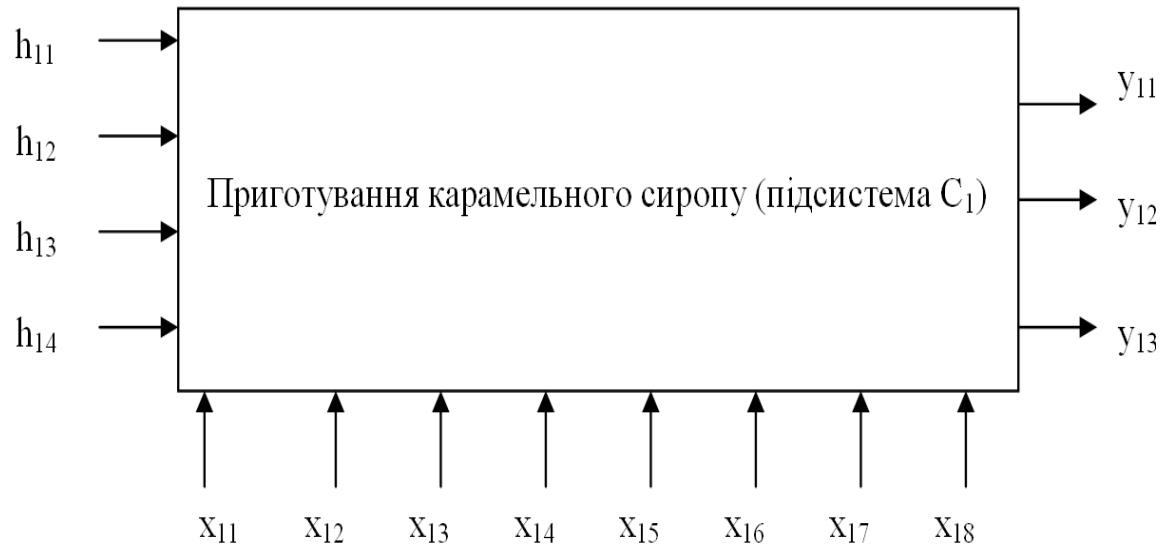 h₁₁
h₁₂
h₁₃
h₁₄
Приготування карамельного сиропу (підсистема С₁)
y₁₁
y₁₂
y₁₃
x₁₁ x₁₂ x₁₃ x₁₄ x₁₅ x₁₆ x₁₇ x₁₈